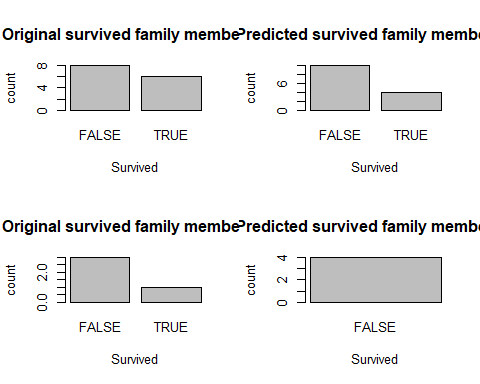 Original survived family membe
Predicted survived family membe
count
8
4
0
FALSE TRUE
Survived
count
6
0
FALSE TRUE
Survived
Original survived family membe
Predicted survived family membe
count
2.0
0.0
FALSE TRUE
Survived
count
4
2
0
FALSE
Survived